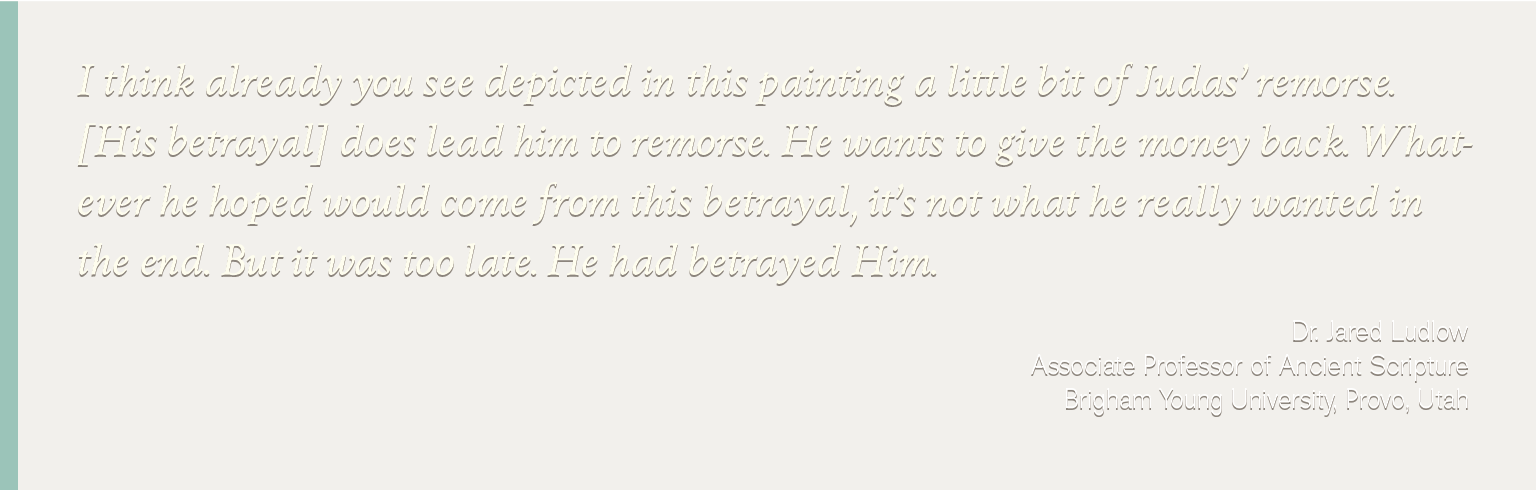 I think already you see depicted in this painting a little bit of Judas’ remorse.
[His betrayal] does lead him to remorse. He wants to give the money back. What-
ever he hoped would come from this betrayal, it’s not what he really wanted in
the end. But it was too late. He had betrayed Him.
Dr. Jared Ludlow
Associate Professor of Ancient Scripture
Brigham Young University, Provo, Utah